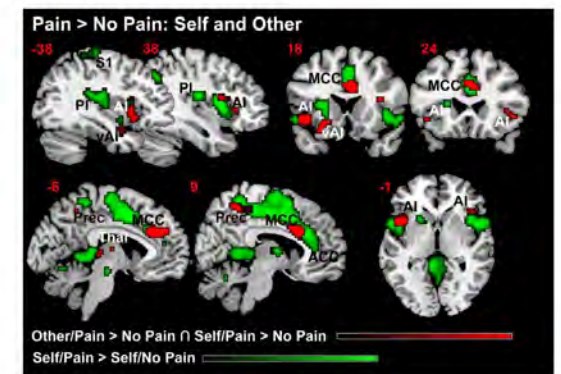 Pain > No Pain: Self and Other
-38
38
18
24
S1
PI
AI
vAI
PI
AI
MCC
AI
vAI
MCC
AI
AI
-6
9
-1
Prec
MCC
Thal
Prec
MCC
ACC
AI
AI
Other/Pain > No Pain ∩ Self/Pain > No Pain
Self/Pain > Self/No Pain